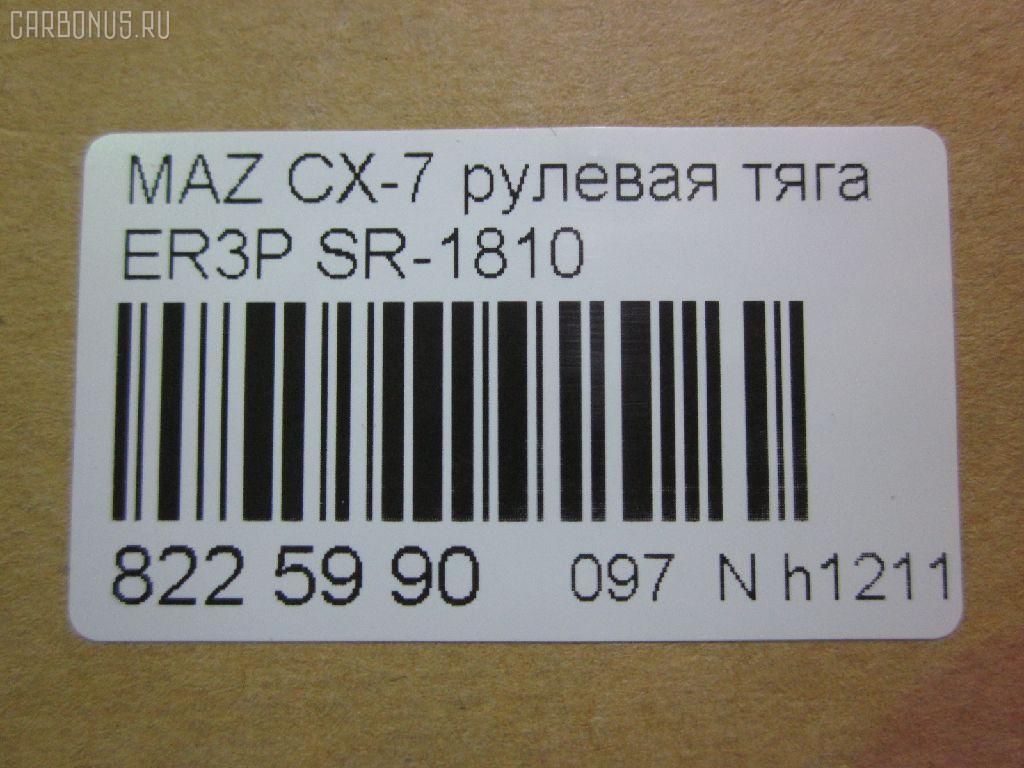 CARBONUS.RU
MAZ CX-7 рулевая тяга
ER3P SR-1810
822 59 90 097 N h1211